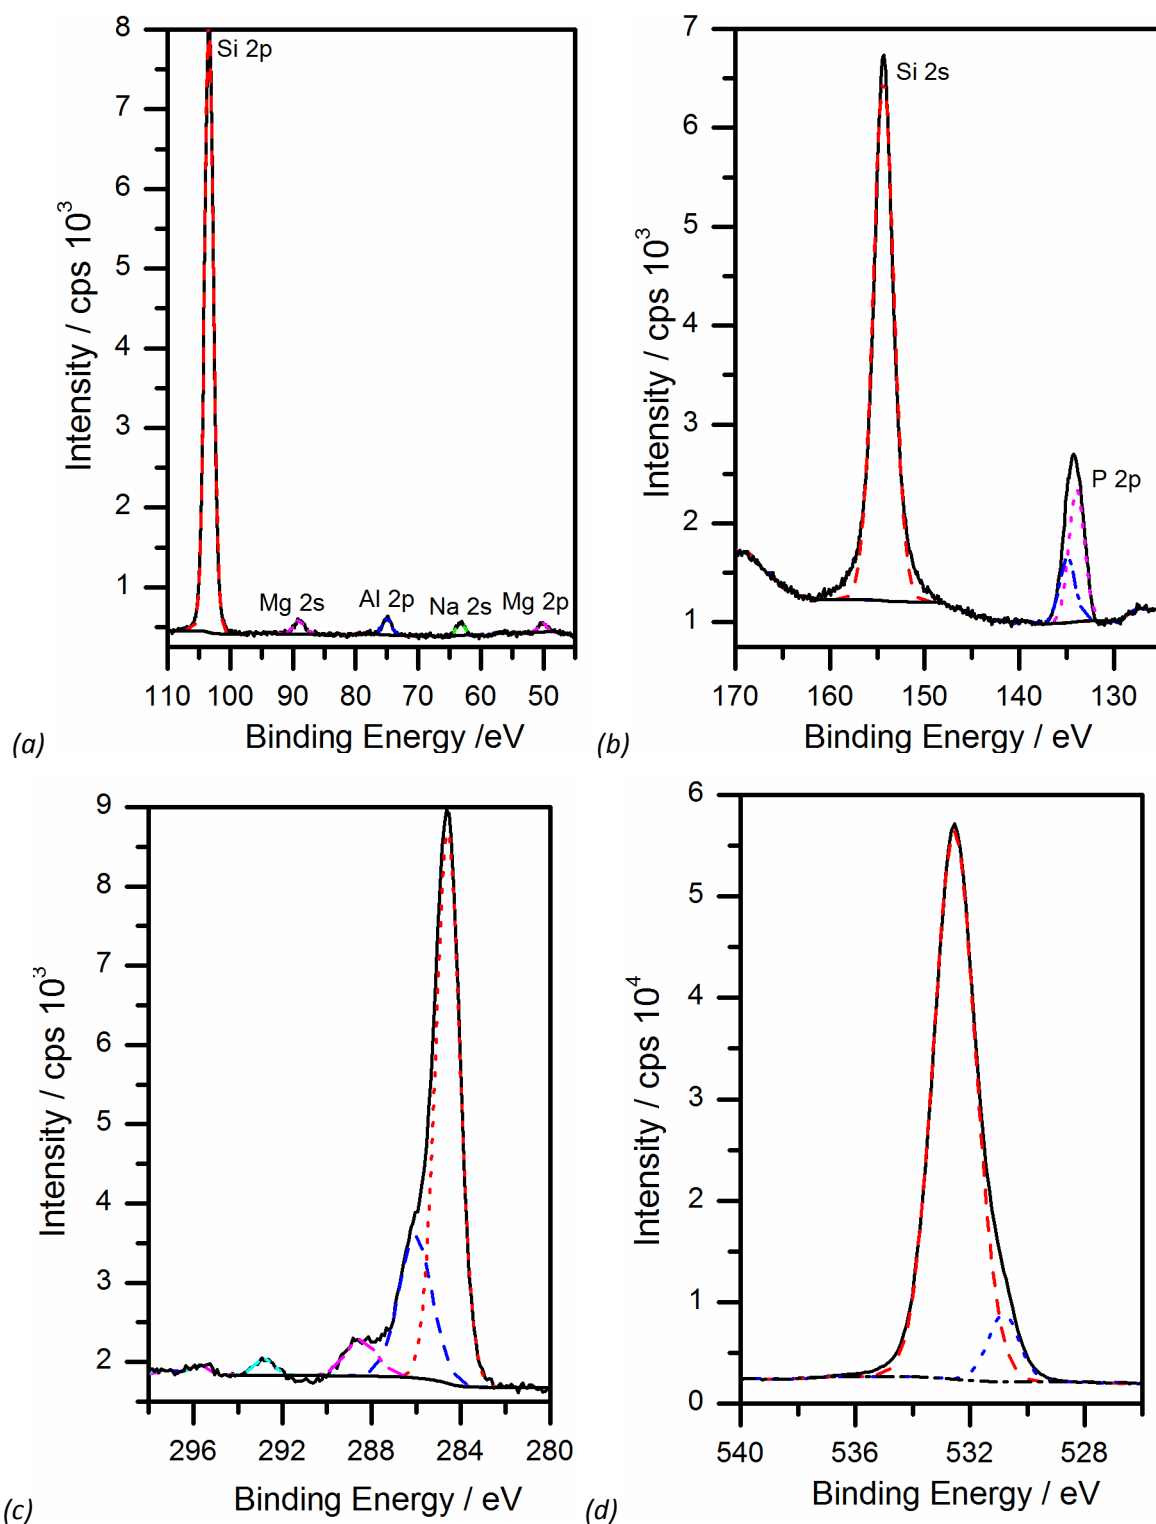 8
7
6
5
4
3
2
1
Intensity / cps 10³
Si 2p
Mg 2s
Al 2p
Na 2s
Mg 2p
110 100 90 80 70 60 50
Binding Energy /eV
(a)
7
6
5
4
3
2
1
Intensity / cps 10³
Si 2s
P 2p
170 160 150 140 130
Binding Energy / eV
(b)
9
8
7
6
5
4
3
2
Intensity / cps 10³
296 292 288 284 280
Binding Energy / eV
(c)
6
5
4
3
2
1
0
Intensity / cps 10⁴
540 536 532 528
Binding Energy / eV
(d)